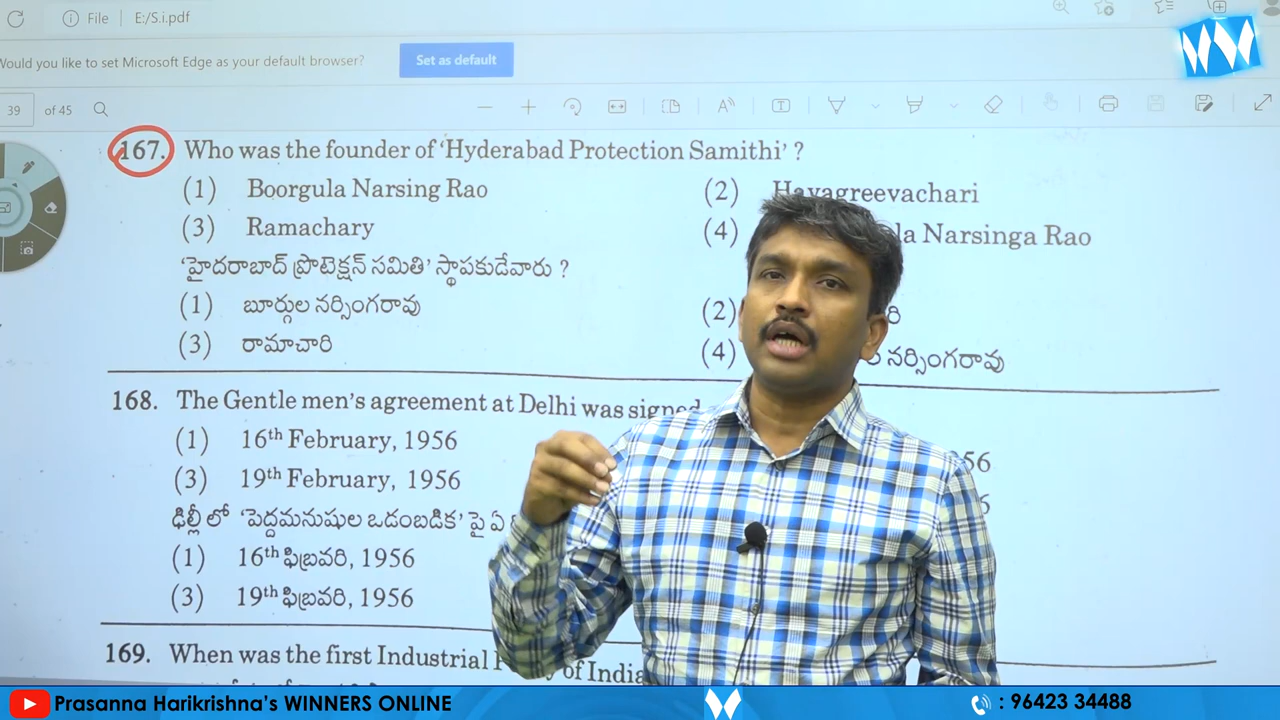 File E:/S.i.pdf
Would you like to set Microsoft Edge as your default browser? Set as default
39 of 45
167. Who was the founder of 'Hyderabad Protection Samithi' ?
(1) Boorgula Narsing Rao (2) Hayagreevachari
(3) Ramachary (4) la Narsinga Rao
'హైదరాబాద్ ప్రొటెక్షన్ సమితి' స్థాపకుడేవారు ?
(1) బూర్గుల నర్సింగరావు (2) రి
(3) రామాచారి (4) నర్సింగరావు
168. The Gentle men's agreement at Delhi was signed
(1) 16th February, 1956 56
(3) 19th February, 1956 6
ఢిల్లీ లో 'పెద్దమనుషుల ఒడంబడిక' పై ఏ
(1) 16th ఫిబ్రవరి, 1956
(3) 19th ఫిబ్రవరి, 1956
169. When was the first Industrial P y of India
Prasanna Harikrishna's WINNERS ONLINE : 96423 34488